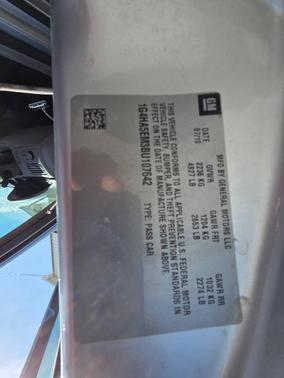 GM
MFD BY GENERAL MOTORS LLC
DATE GVWR GAWR FRT GAWR RR
07/10 2236 KG 1204 KG 1032 KG
4927 LB 2653 LB 2274 LB
THIS VEHICLE CONFORMS TO ALL APPLICABLE U.S. FEDERAL MOTOR
VEHICLE SAFETY, BUMPER, AND THEFT PREVENTION STANDARDS IN
EFFECT ON THE DATE OF MANUFACTURE SHOWN ABOVE.
1G4HA5EM3BU107642 TYPE: PASS CAR